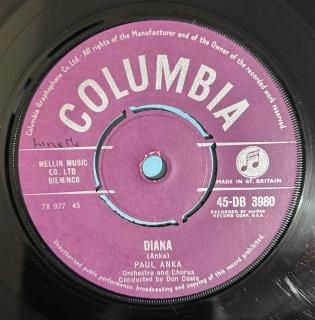 Columbia Graphophone Co. Ltd. All rights of the Manufacturer and of the Owner of the recorded work reserved.
COLUMBIA
MELLIN MUSIC
CO. LTD
BIEM/NCB
MADE IN GT. BRITAIN
7X 977 45
45-DB 3980
RECORDED BY AM-PAR
RECORD CORP. U.S.A.
DIANA
(Anka)
PAUL ANKA
Orchestra and Chorus
Conducted by Don Costa
Unauthorised public performance, broadcasting and copying of this record prohibited.